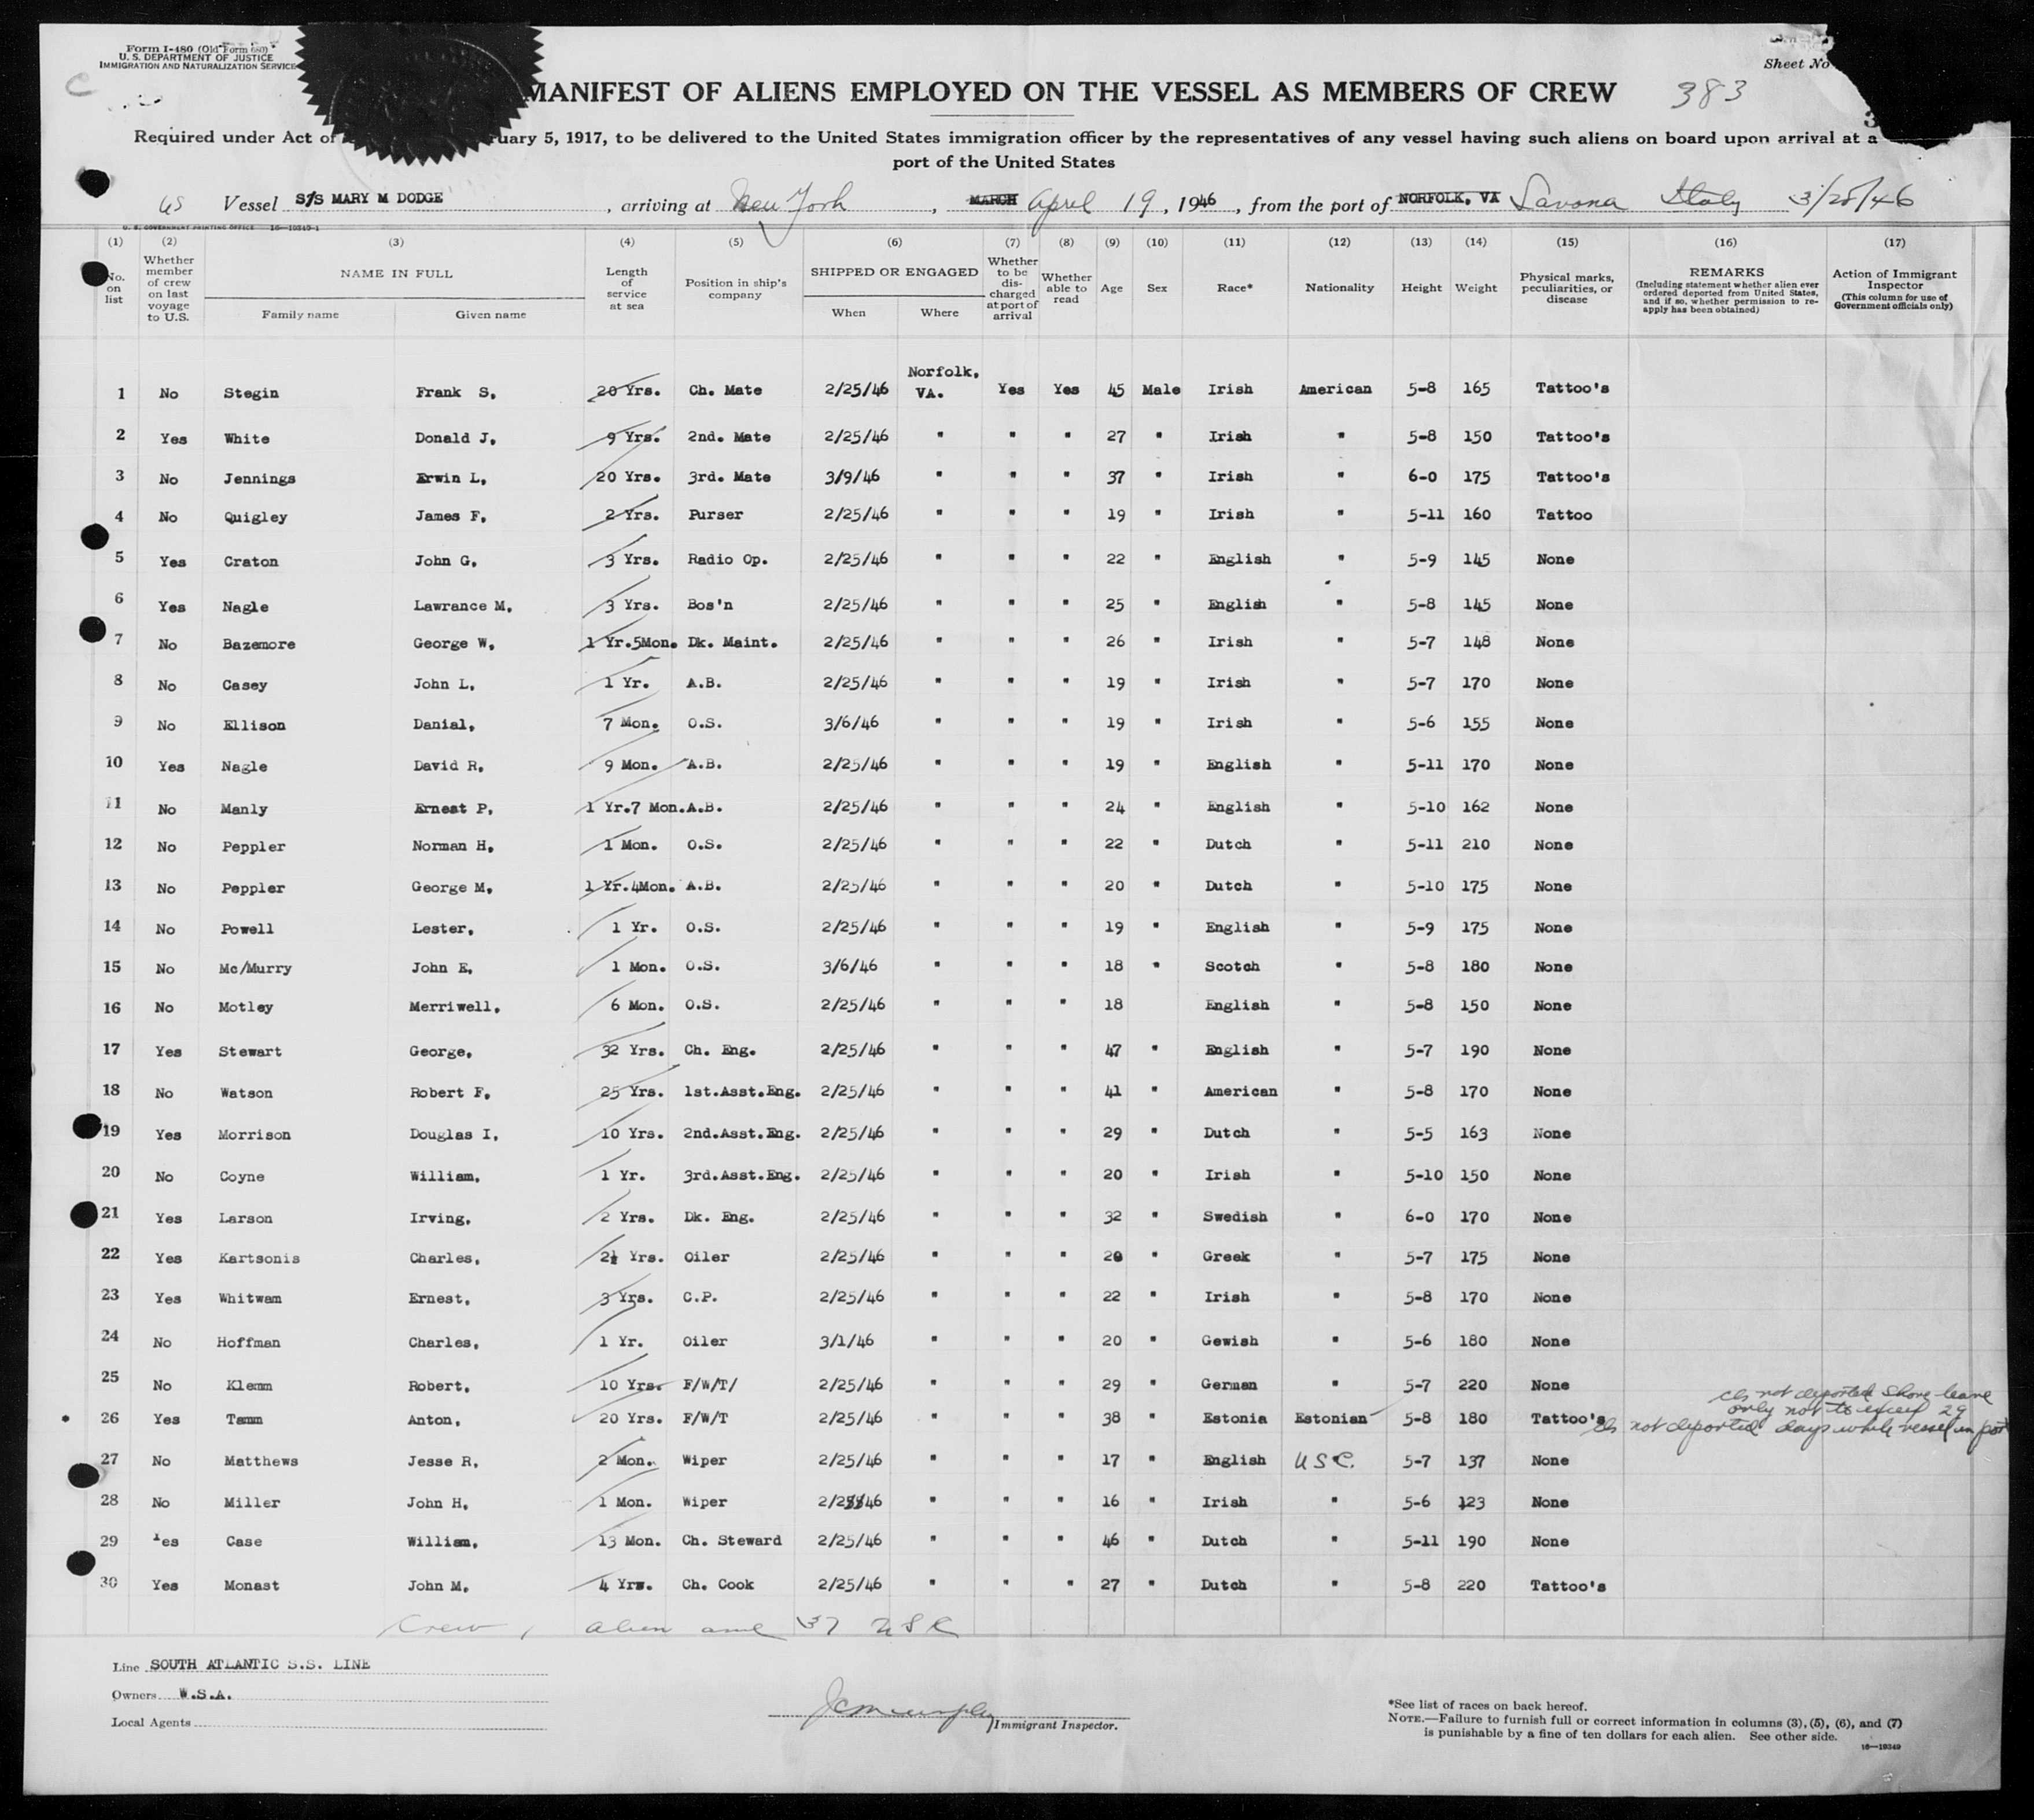 Form I-480 (Old Form 680)
U. S. DEPARTMENT OF JUSTICE
IMMIGRATION AND NATURALIZATION SERVICE
C
Sheet No
MANIFEST OF ALIENS EMPLOYED ON THE VESSEL AS MEMBERS OF CREW 383
Required under Act of uary 5, 1917, to be delivered to the United States immigration officer by the representatives of any vessel having such aliens on board upon arrival at a
port of the United States
US Vessel S/S MARY M DODGE, arriving at New York, MARCH April 19, 1946, from the port of NORFOLK, VA Savona Italy 3/28/46
U. S. GOVERNMENT PRINTING OFFICE 16—19349-1
(1) (2) (3) (4) (5) (6) (7) (8) (9) (10) (11) (12) (13) (14) (15) (16) (17)
No. on list
Whether member of crew on last voyage to U.S.
NAME IN FULL
Family name Given name
Length of service at sea
Position in ship's company
SHIPPED OR ENGAGED
When Where
Whether to be discharged at port of arrival
Whether able to read
Age
Sex
Race*
Nationality
Height
Weight
Physical marks, peculiarities, or disease
REMARKS
(Including statement whether alien ever ordered deported from United States, and if so, whether permission to reapply has been obtained)
Action of Immigrant Inspector
(This column for use of Government officials only)
1 No Stegin Frank S, 20 Yrs. Ch. Mate 2/25/46 Norfolk, VA. Yes Yes 45 Male Irish American 5-8 165 Tattoo's
2 Yes White Donald J, 9 Yrs. 2nd. Mate 2/25/46 " " " 27 " Irish " 5-8 150 Tattoo's
3 No Jennings Erwin L, 20 Yrs. 3rd. Mate 3/9/46 " " " 37 " Irish " 6-0 175 Tattoo's
4 No Quigley James F, 2 Yrs. Purser 2/25/46 " " " 19 " Irish " 5-11 160 Tattoo
5 Yes Craton John G, 3 Yrs. Radio Op. 2/25/46 " " " 22 " English " 5-9 145 None
6 Yes Nagle Lawrance M, 3 Yrs. Bos'n 2/25/46 " " " 25 " English " 5-8 145 None
7 No Bazemore George W, 1 Yr.5Mon. Dk. Maint. 2/25/46 " " " 26 " Irish " 5-7 148 None
8 No Casey John L, 1 Yr. A.B. 2/25/46 " " " 19 " Irish " 5-7 170 None
9 No Ellison Danial, 7 Mon. O.S. 3/6/46 " " " 19 " Irish " 5-6 155 None
10 Yes Nagle David R, 9 Mon. A.B. 2/25/46 " " " 19 " English " 5-11 170 None
11 No Manly Ernest P, 1 Yr.7 Mon. A.B. 2/25/46 " " " 24 " English " 5-10 162 None
12 No Peppler Norman H, 1 Mon. O.S. 2/25/46 " " " 22 " Dutch " 5-11 210 None
13 No Peppler George M, 1 Yr.4Mon. A.B. 2/25/46 " " " 20 " Dutch " 5-10 175 None
14 No Powell Lester, 1 Yr. O.S. 2/25/46 " " " 19 " English " 5-9 175 None
15 No Mc/Murry John E, 1 Mon. O.S. 3/6/46 " " " 18 " Scotch " 5-8 180 None
16 No Motley Merriwell, 6 Mon. O.S. 2/25/46 " " " 18 English " 5-8 150 None
17 Yes Stewart George, 32 Yrs. Ch. Eng. 2/25/46 " " " 47 " English " 5-7 190 None
18 No Watson Robert F, 25 Yrs. 1st.Asst.Eng. 2/25/46 " " " 41 " American " 5-8 170 None
19 Yes Morrison Douglas I, 10 Yrs. 2nd.Asst.Eng. 2/25/46 " " " 29 " Dutch " 5-5 163 None
20 No Coyne William, 1 Yr. 3rd.Asst.Eng. 2/25/46 " " " 20 " Irish " 5-10 150 None
21 Yes Larson Irving, 2 Yrs. Dk. Eng. 2/25/46 " " " 32 " Swedish " 6-0 170 None
22 Yes Kartsonis Charles, 2½ Yrs. Oiler 2/25/46 " " " 20 " Greek " 5-7 175 None
23 Yes Whitwam Ernest, 3 Yrs. C.P. 2/25/46 " " " 22 " Irish " 5-8 170 None
24 No Hoffman Charles, 1 Yr. Oiler 3/1/46 " " " 20 " Gewish " 5-6 180 None
25 No Klemm Robert, 10 Yrs. F/W/T/ 2/25/46 " " " 29 " German " 5-7 220 None
not deported Shore leave
only not to exceed 29
26 Yes Tamm Anton, 20 Yrs. F/W/T 2/25/46 " " " 38 " Estonia Estonian 5-8 180 Tattoo's not deported days while vessel in port
27 No Matthews Jesse R, 2 Mon. Wiper 2/25/46 " " " 17 " English U S C. 5-7 137 None
28 No Miller John H, 1 Mon. Wiper 2/25/46 " " " 16 " Irish " 5-6 123 None
29 Yes Case William, 13 Mon. Ch. Steward 2/25/46 " " " 46 " Dutch " 5-11 190 None
30 Yes Monast John M, 4 Yrs. Ch. Cook 2/25/46 " " " 27 " Dutch " 5-8 220 Tattoo's
Crew 1 alien and 37 USC
Line SOUTH ATLANTIC S.S. LINE
Owners W.S.A.
Local Agents
Immigrant Inspector.
*See list of races on back hereof.
NOTE.—Failure to furnish full or correct information in columns (3), (5), (6), and (7)
is punishable by a fine of ten dollars for each alien. See other side.
16—19349